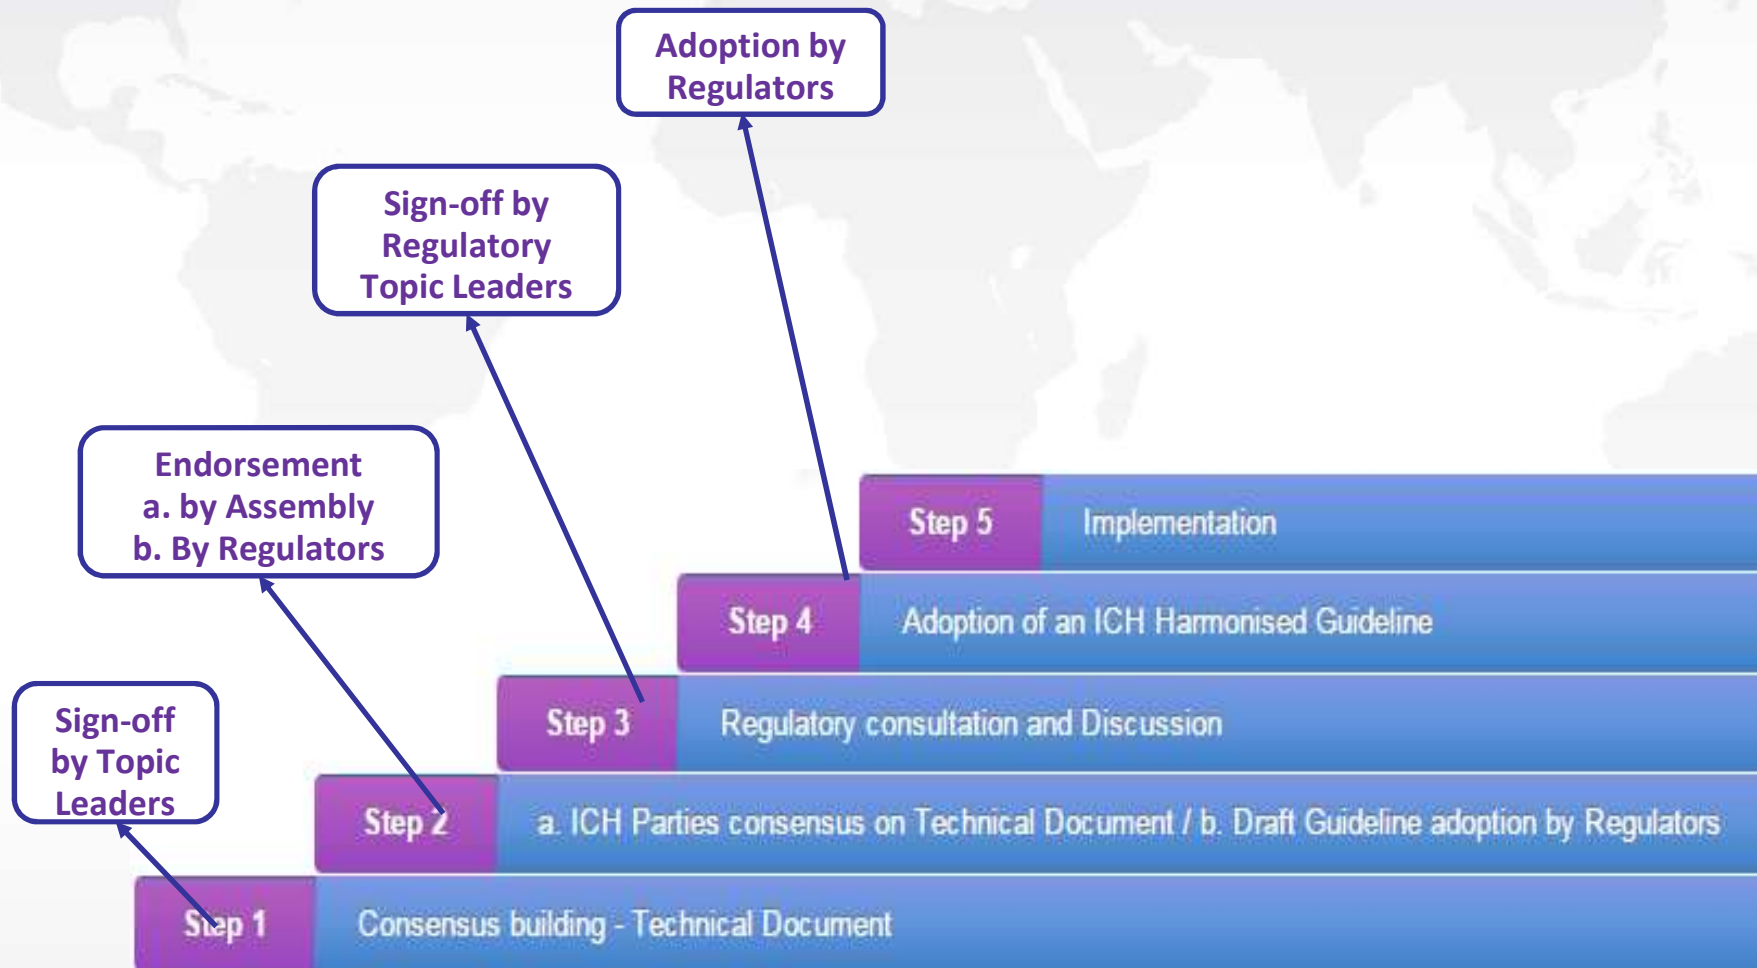 Adoption by
Regulators
Sign-off by
Regulatory
Topic Leaders
Endorsement
a. by Assembly
b. By Regulators
Sign-off
by Topic
Leaders
Step 5 Implementation
Step 4 Adoption of an ICH Harmonised Guideline
Step 3 Regulatory consultation and Discussion
Step 2 a. ICH Parties consensus on Technical Document / b. Draft Guideline adoption by Regulators
Step 1 Consensus building - Technical Document